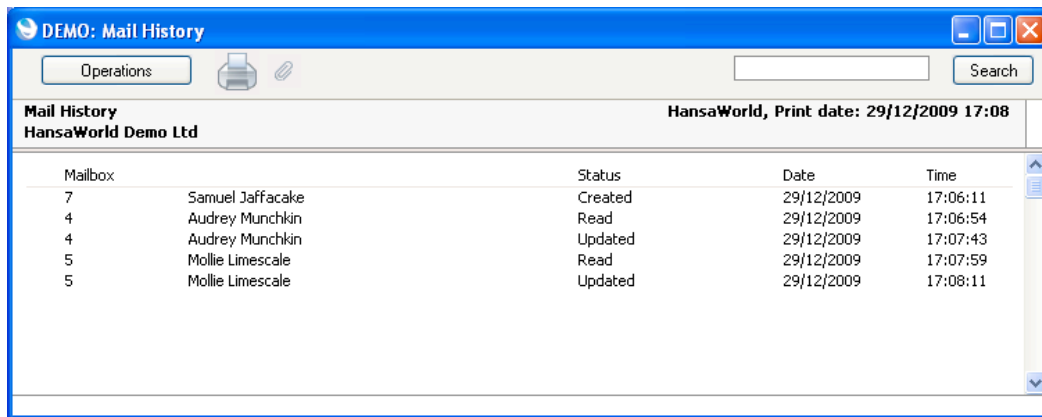 DEMO: Mail History
Operations Search
Mail History HansaWorld, Print date: 29/12/2009 17:08
HansaWorld Demo Ltd
Mailbox Status Date Time
7 Samuel Jaffacake Created 29/12/2009 17:06:11
4 Audrey Munchkin Read 29/12/2009 17:06:54
4 Audrey Munchkin Updated 29/12/2009 17:07:43
5 Mollie Limescale Read 29/12/2009 17:07:59
5 Mollie Limescale Updated 29/12/2009 17:08:11